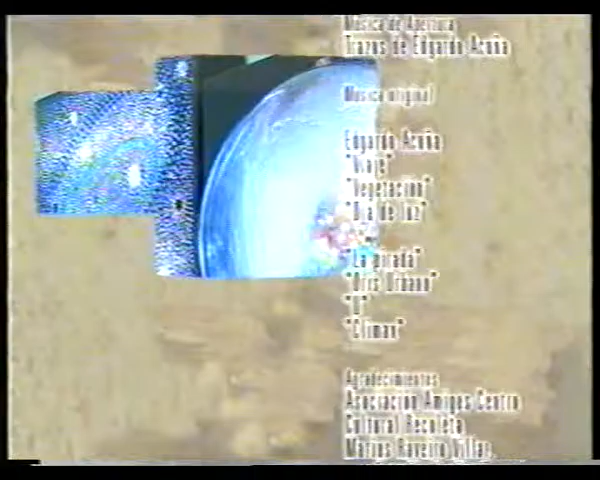 Música de Apertura
Trazos de Edgardo Acuña
Música original
Edgardo Acuña
"Viaje"
"Vegetación"
"Día de luz"
"La mirada"
"Gris Urbano"
"Climax"
Agradecimientos
Asociación Amigos Centro
Cultural Recoleta